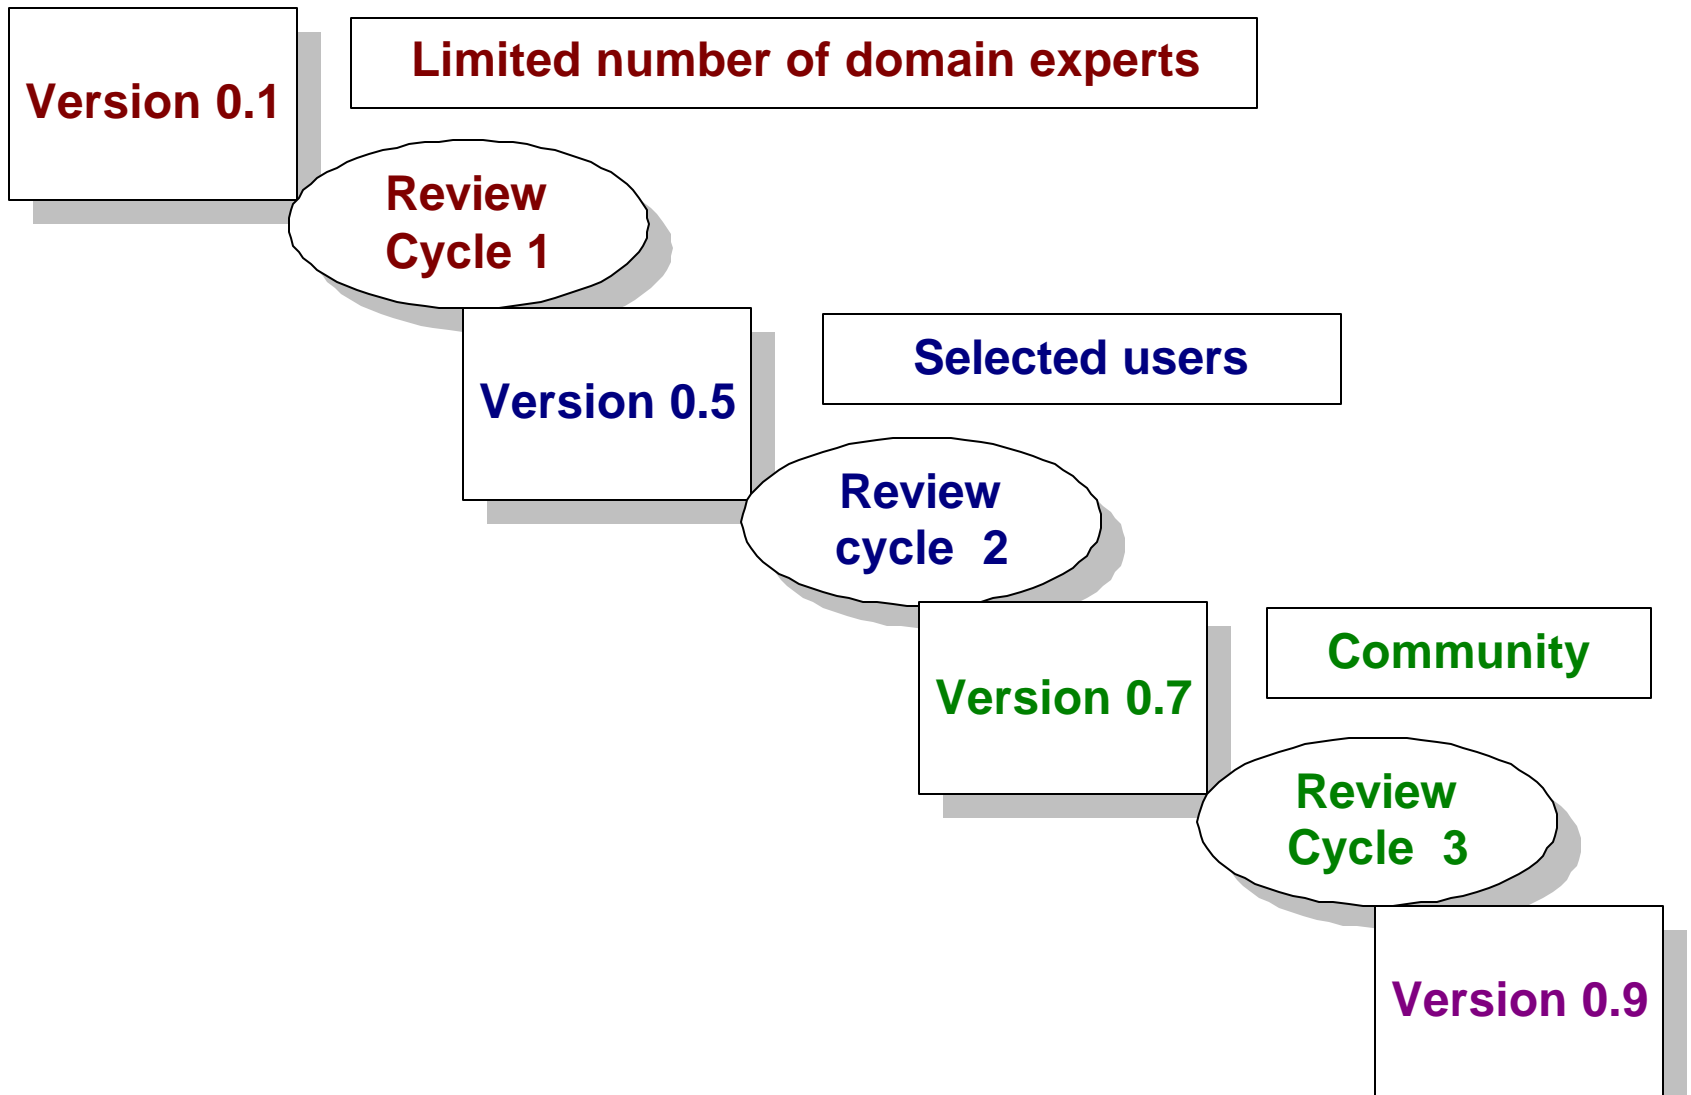 Limited number of domain experts
Version 0.1
Review
Cycle 1
Selected users
Version 0.5
Review
cycle  2
Community
Version 0.7
Review
Cycle  3
Version 0.9